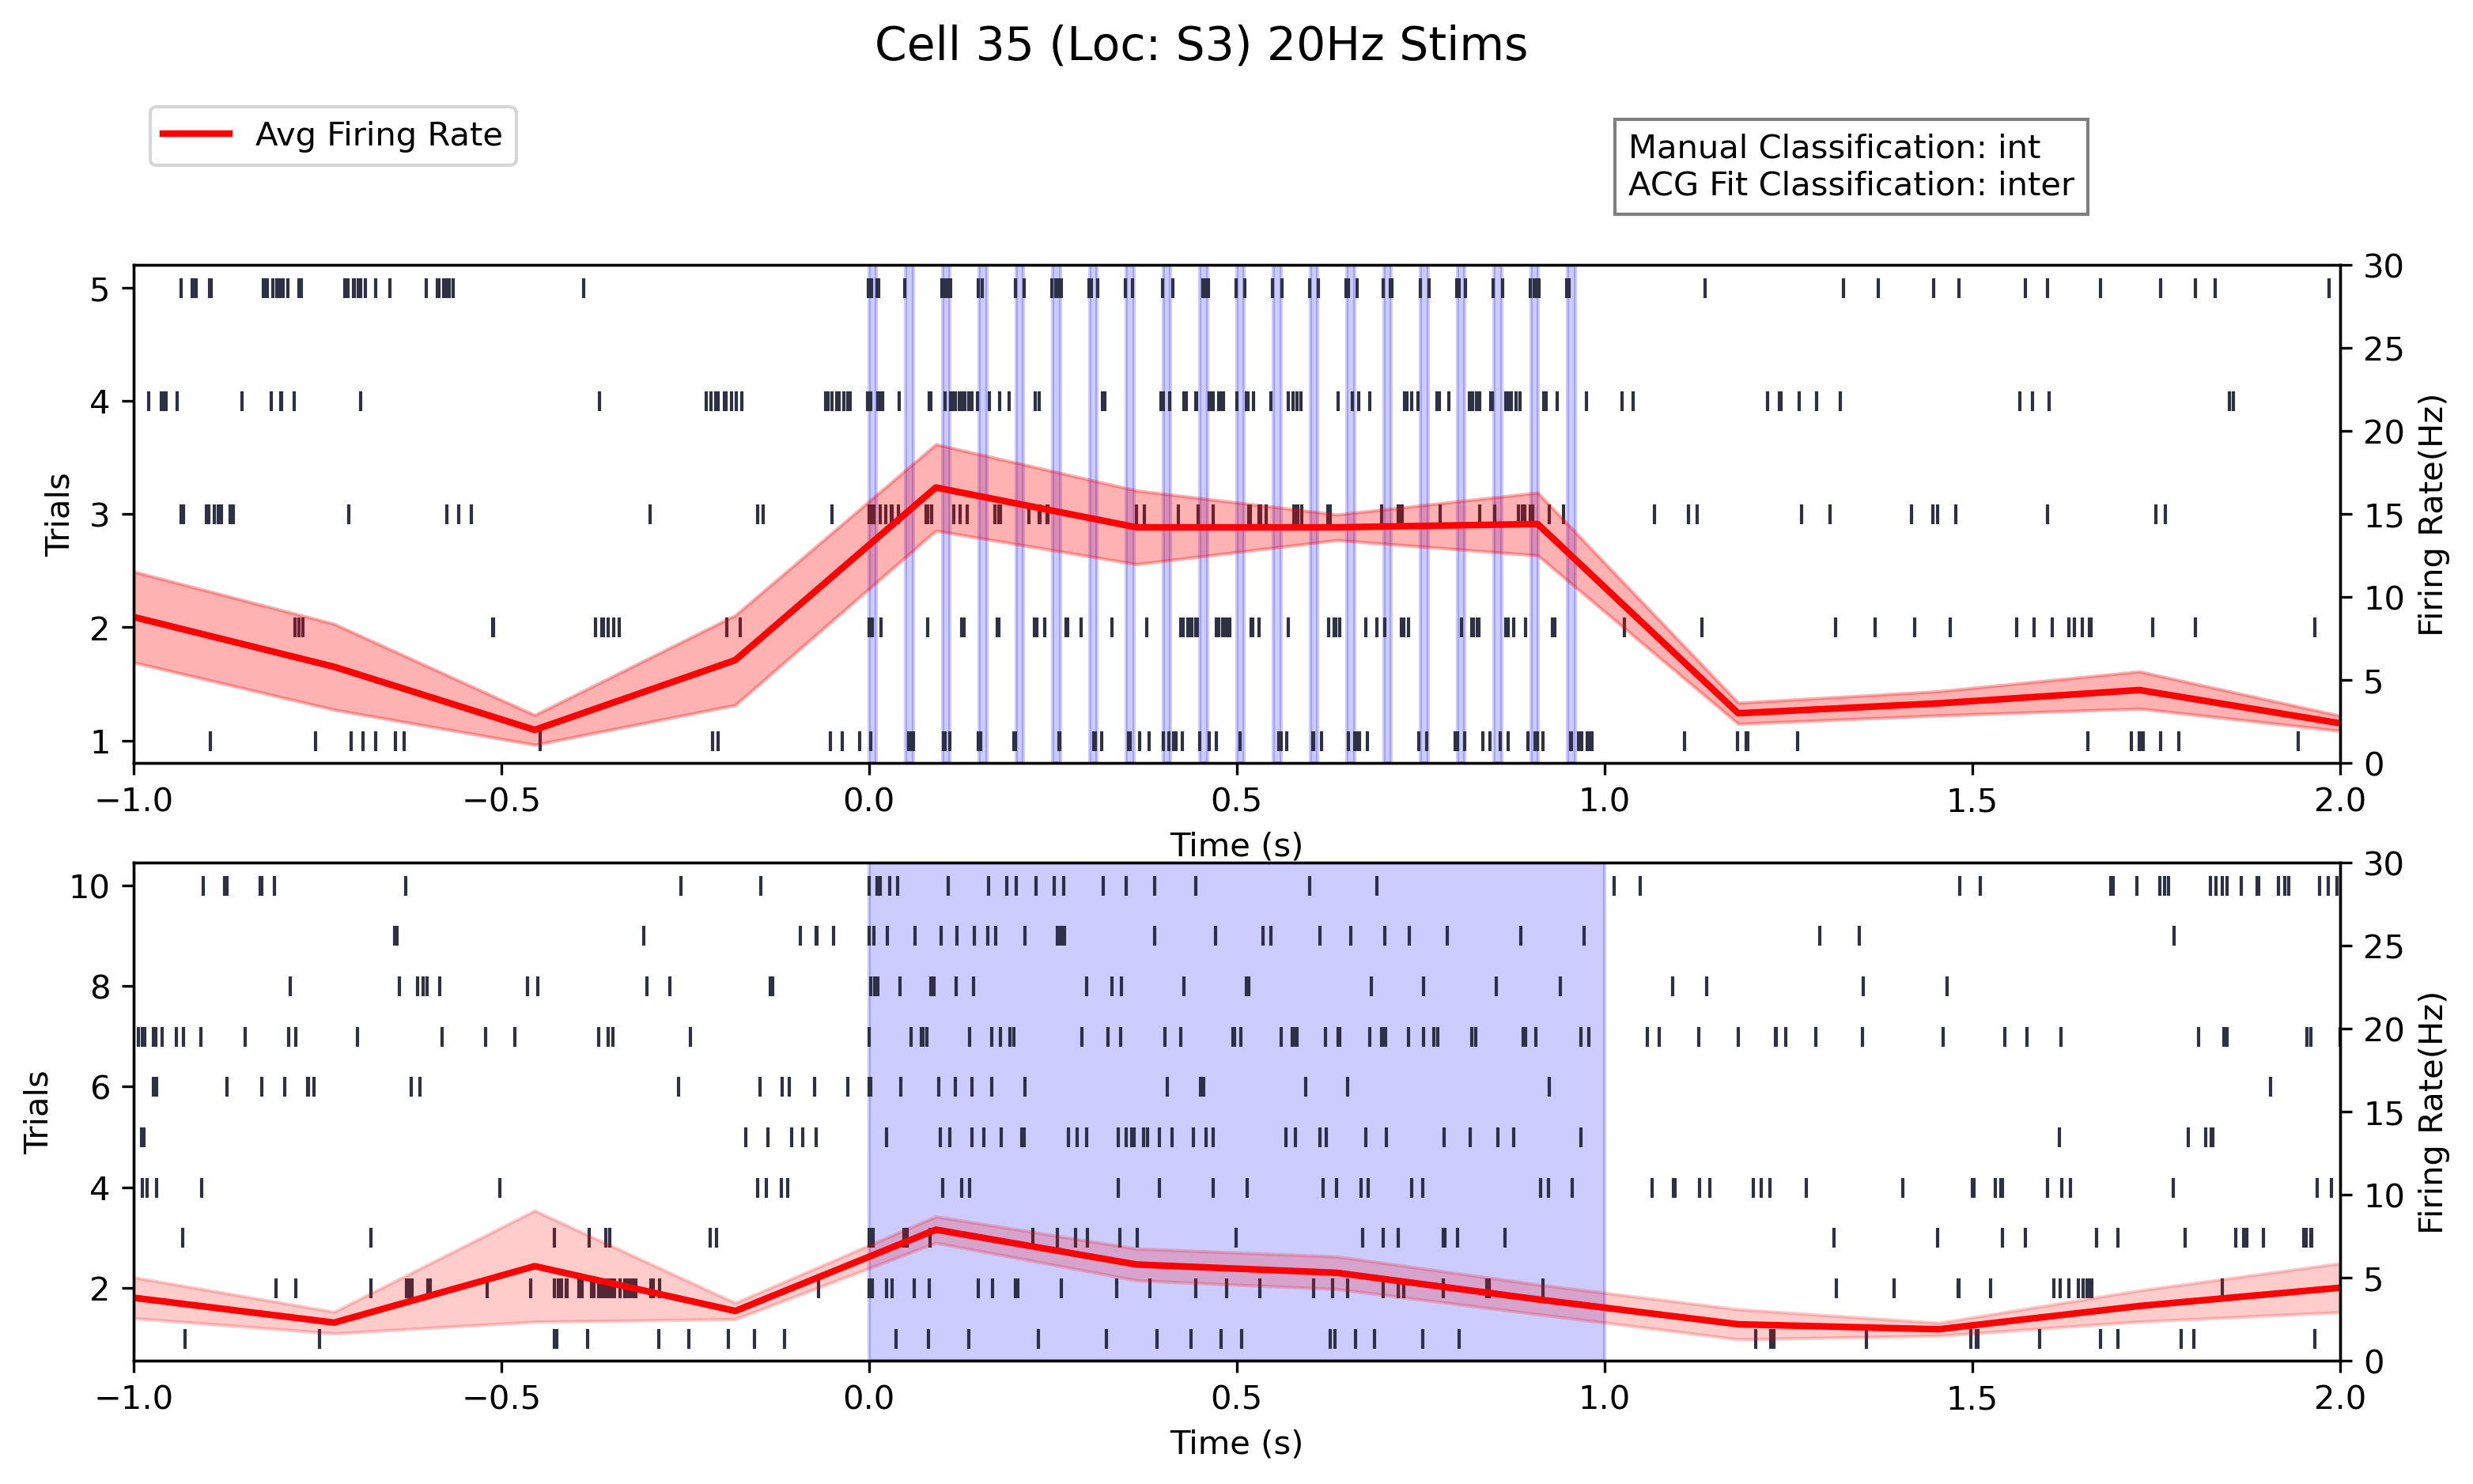 Cell 35 (Loc: S3) 20Hz Stims
Avg Firing Rate
Manual Classification: int
ACG Fit Classification: inter
Trials
5
4
3
2
1
30
25
20
15
10
5
0
Firing Rate(Hz)
−1.0 −0.5 0.0 0.5 1.0 1.5 2.0
Time (s)
Trials
10
8
6
4
2
30
25
20
15
10
5
0
Firing Rate(Hz)
−1.0 −0.5 0.0 0.5 1.0 1.5 2.0
Time (s)